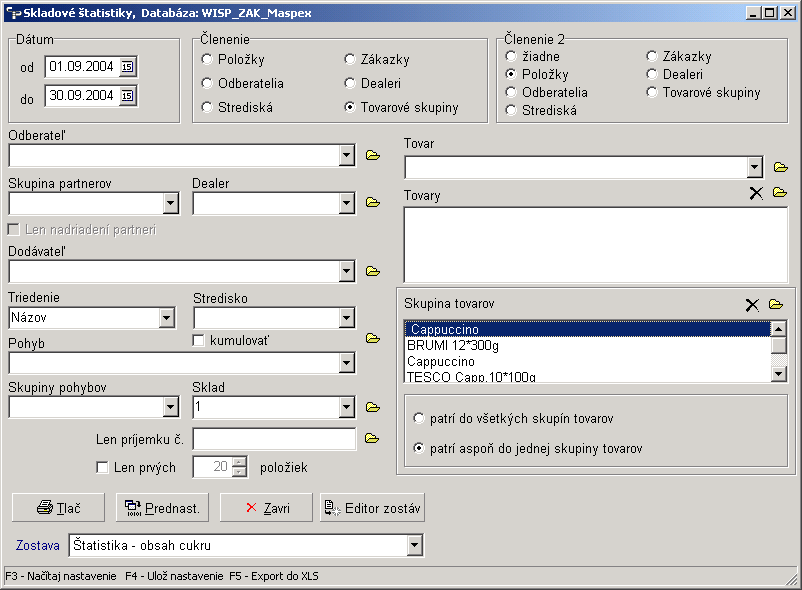 Skladové štatistiky, Databáza: WISP_ZAK_Maspex
Dátum
od 01.09.2004 15
do 30.09.2004 15
Členenie
Položky Zákazky
Odberatelia Dealeri
Strediská Tovarové skupiny
Členenie 2
žiadne Zákazky
Položky Dealeri
Odberatelia Tovarové skupiny
Strediská
Odberateľ
Tovar
Skupina partnerov Dealer
Tovary
Len nadriadení partneri
Dodávateľ
Triedenie Stredisko
Názov
kumulovať
Pohyb
Skupiny pohybov Sklad
1
Len príjemku č.
Len prvých 20 položiek
Skupina tovarov
Cappuccino
BRUMI 12*300g
Cappuccino
TESCO Capp.10*100g
patrí do všetkých skupín tovarov
patrí aspoň do jednej skupiny tovarov
Tlač Prednast. Zavri Editor zostáv
Zostava Štatistika - obsah cukru
F3 - Načítaj nastavenie F4 - Ulož nastavenie F5 - Export do XLS